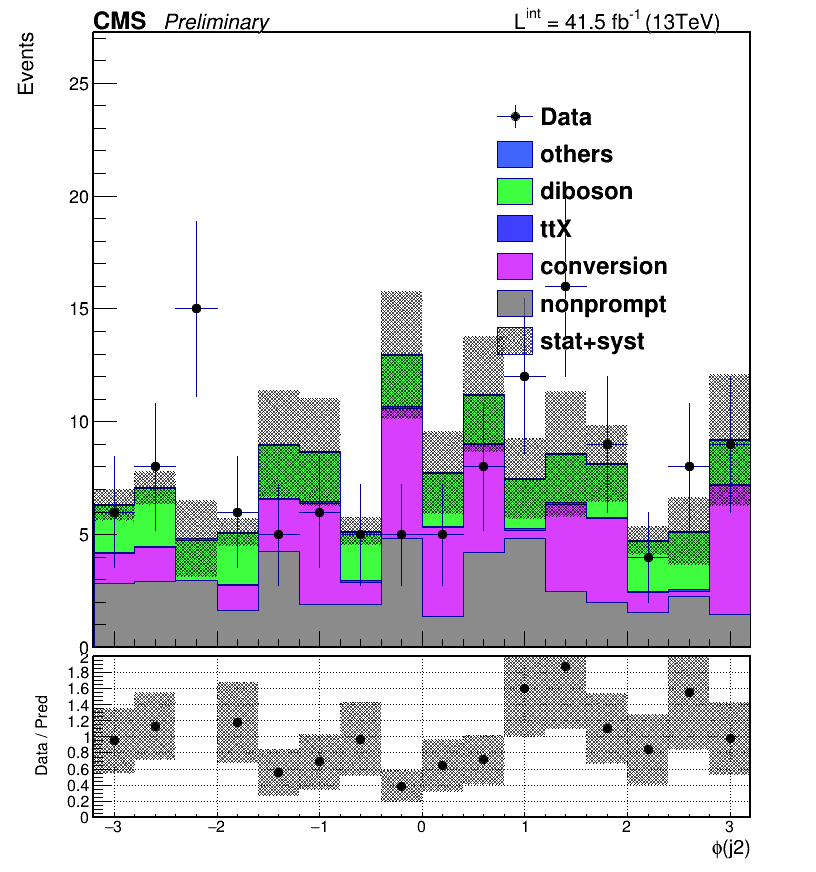 CMS Preliminary L^int = 41.5 fb^-1 (13TeV)
Events
25
20
15
10
5
0
Data
others
diboson
ttX
conversion
nonprompt
stat+syst
Data / Pred
2
1.8
1.6
1.4
1.2
1
0.8
0.6
0.4
0.2
0
−3 −2 −1 0 1 2 3
ϕ(j2)